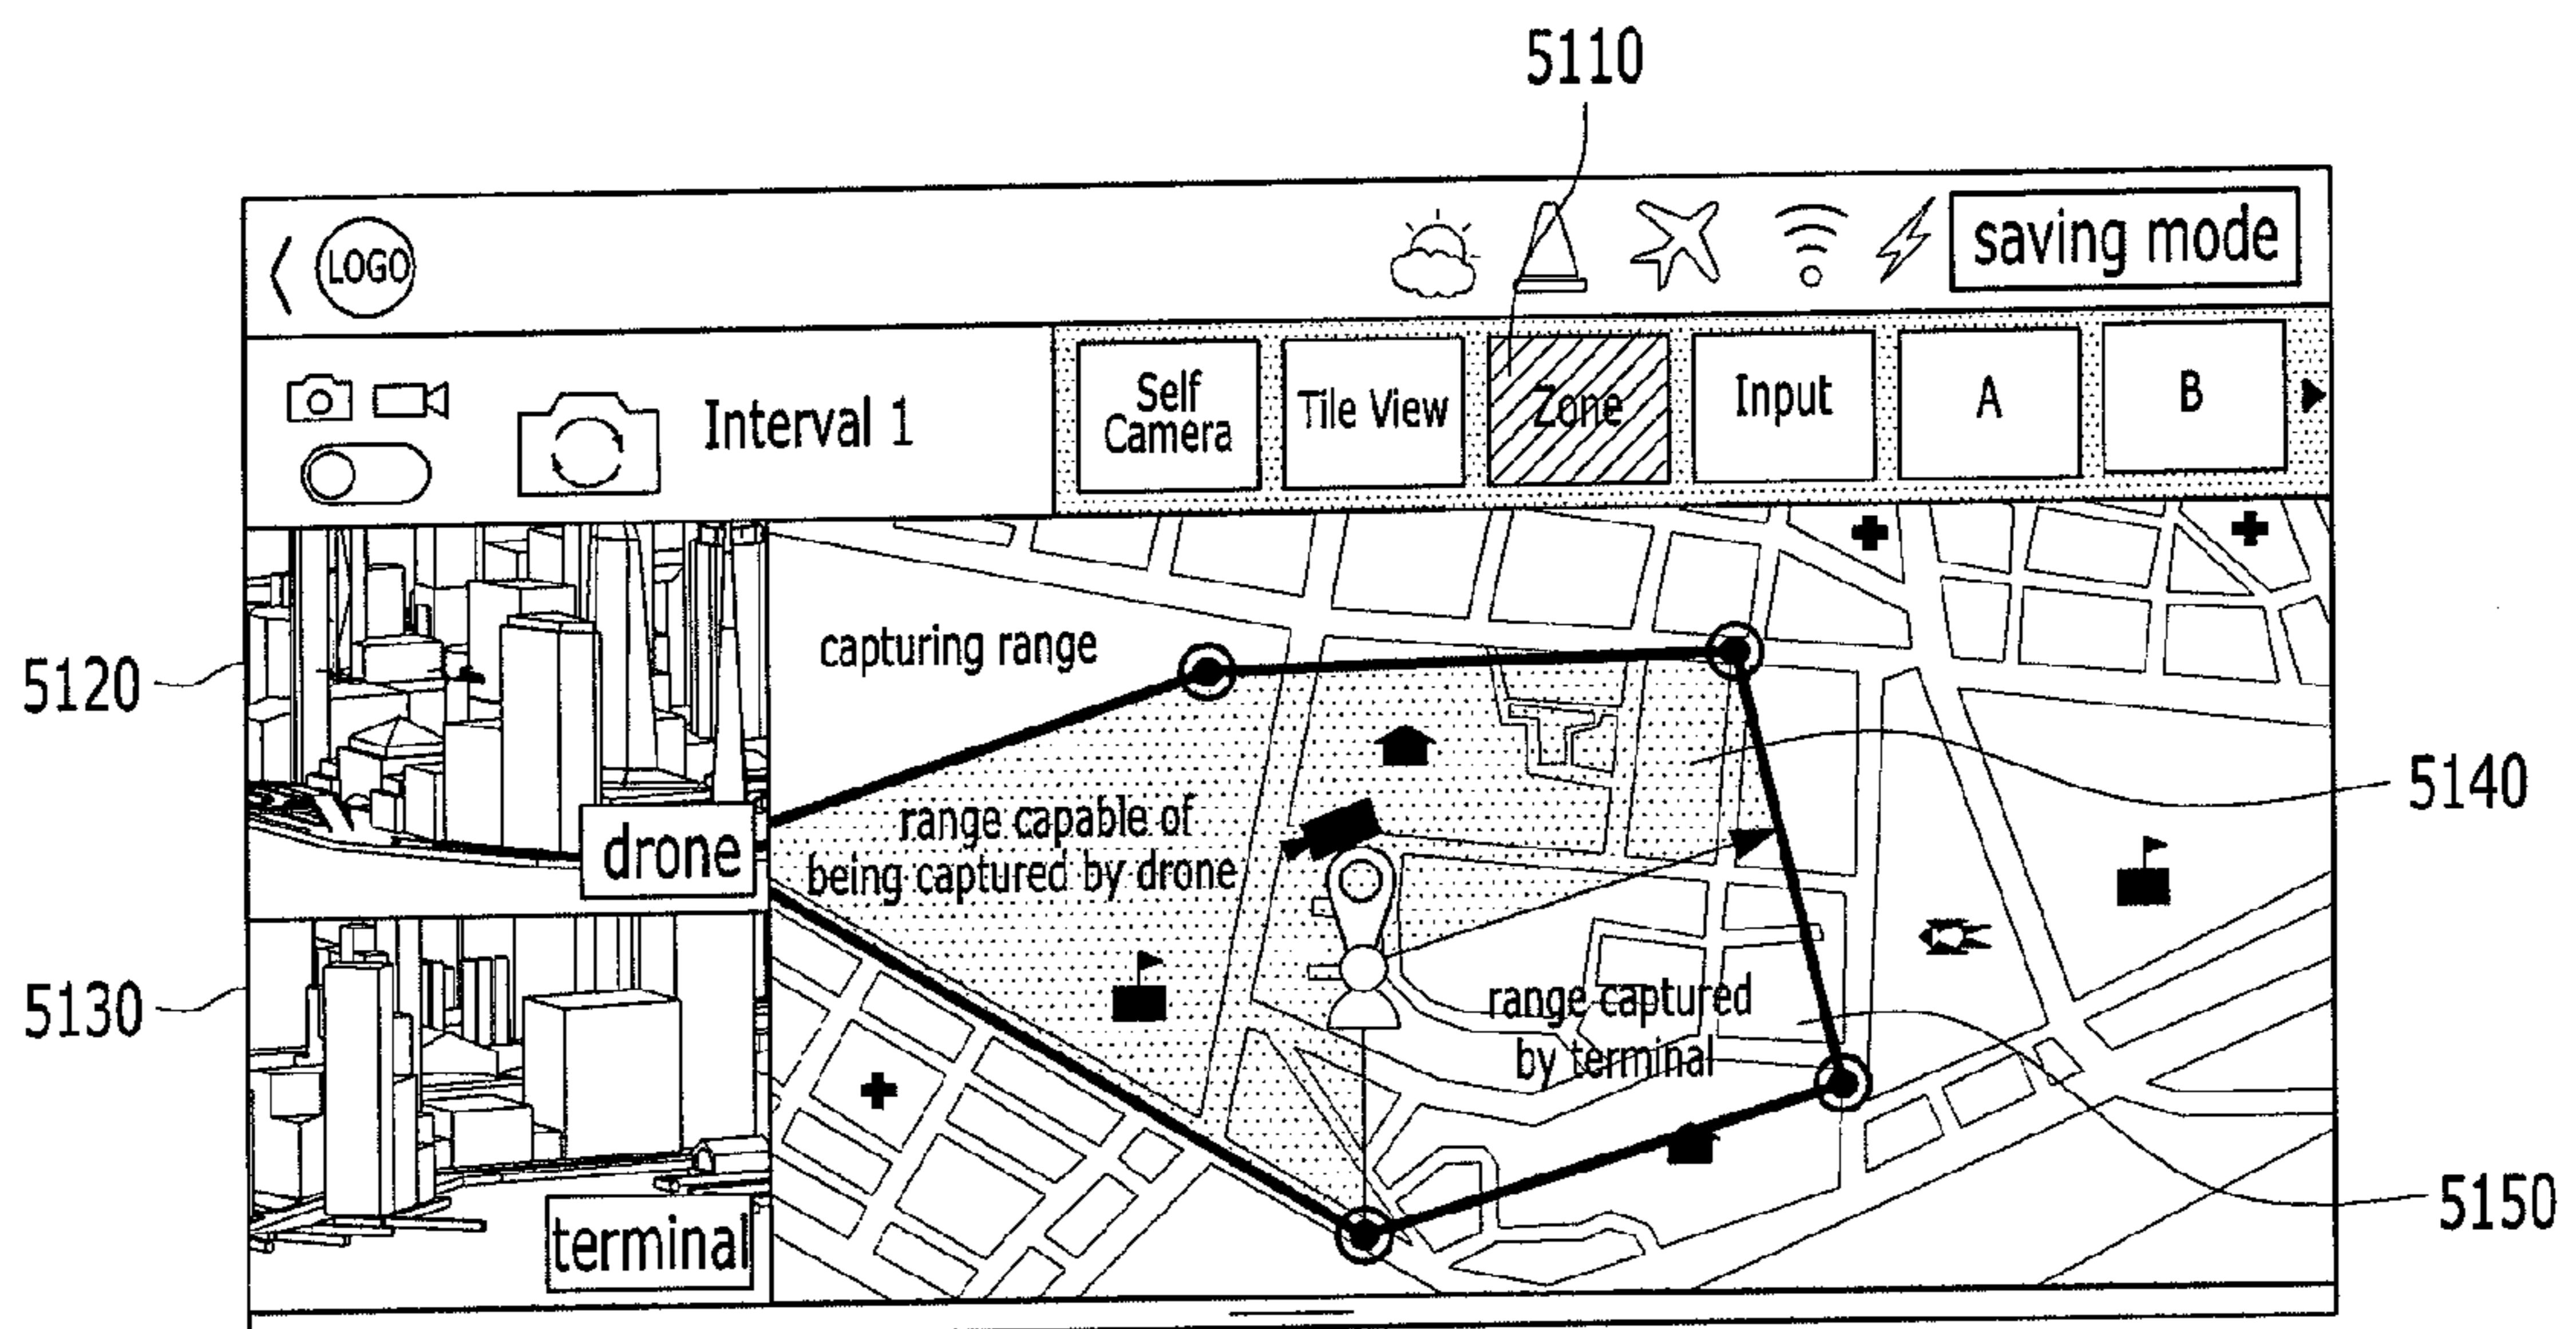 5110
LOGO
saving mode
Interval 1
Self
Camera
Tile View
Zone
Input
A
B
capturing range
5120
5140
range capable of
being captured by drone
drone
5130
range captured
by terminal
5150
terminal